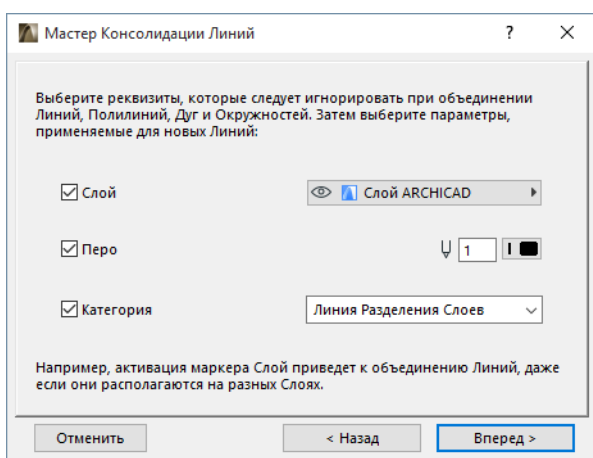 Мастер Консолидации Линий
?
Выберите реквизиты, которые следует игнорировать при объединении
Линий, Полилиний, Дуг и Окружностей. Затем выберите параметры,
применяемые для новых Линий:
Слой
Слой ARCHICAD
Перо
1
Категория
Линия Разделения Слоев
Например, активация маркера Слой приведет к объединению Линий, даже
если они располагаются на разных Слоях.
Отменить
< Назад
Вперед >